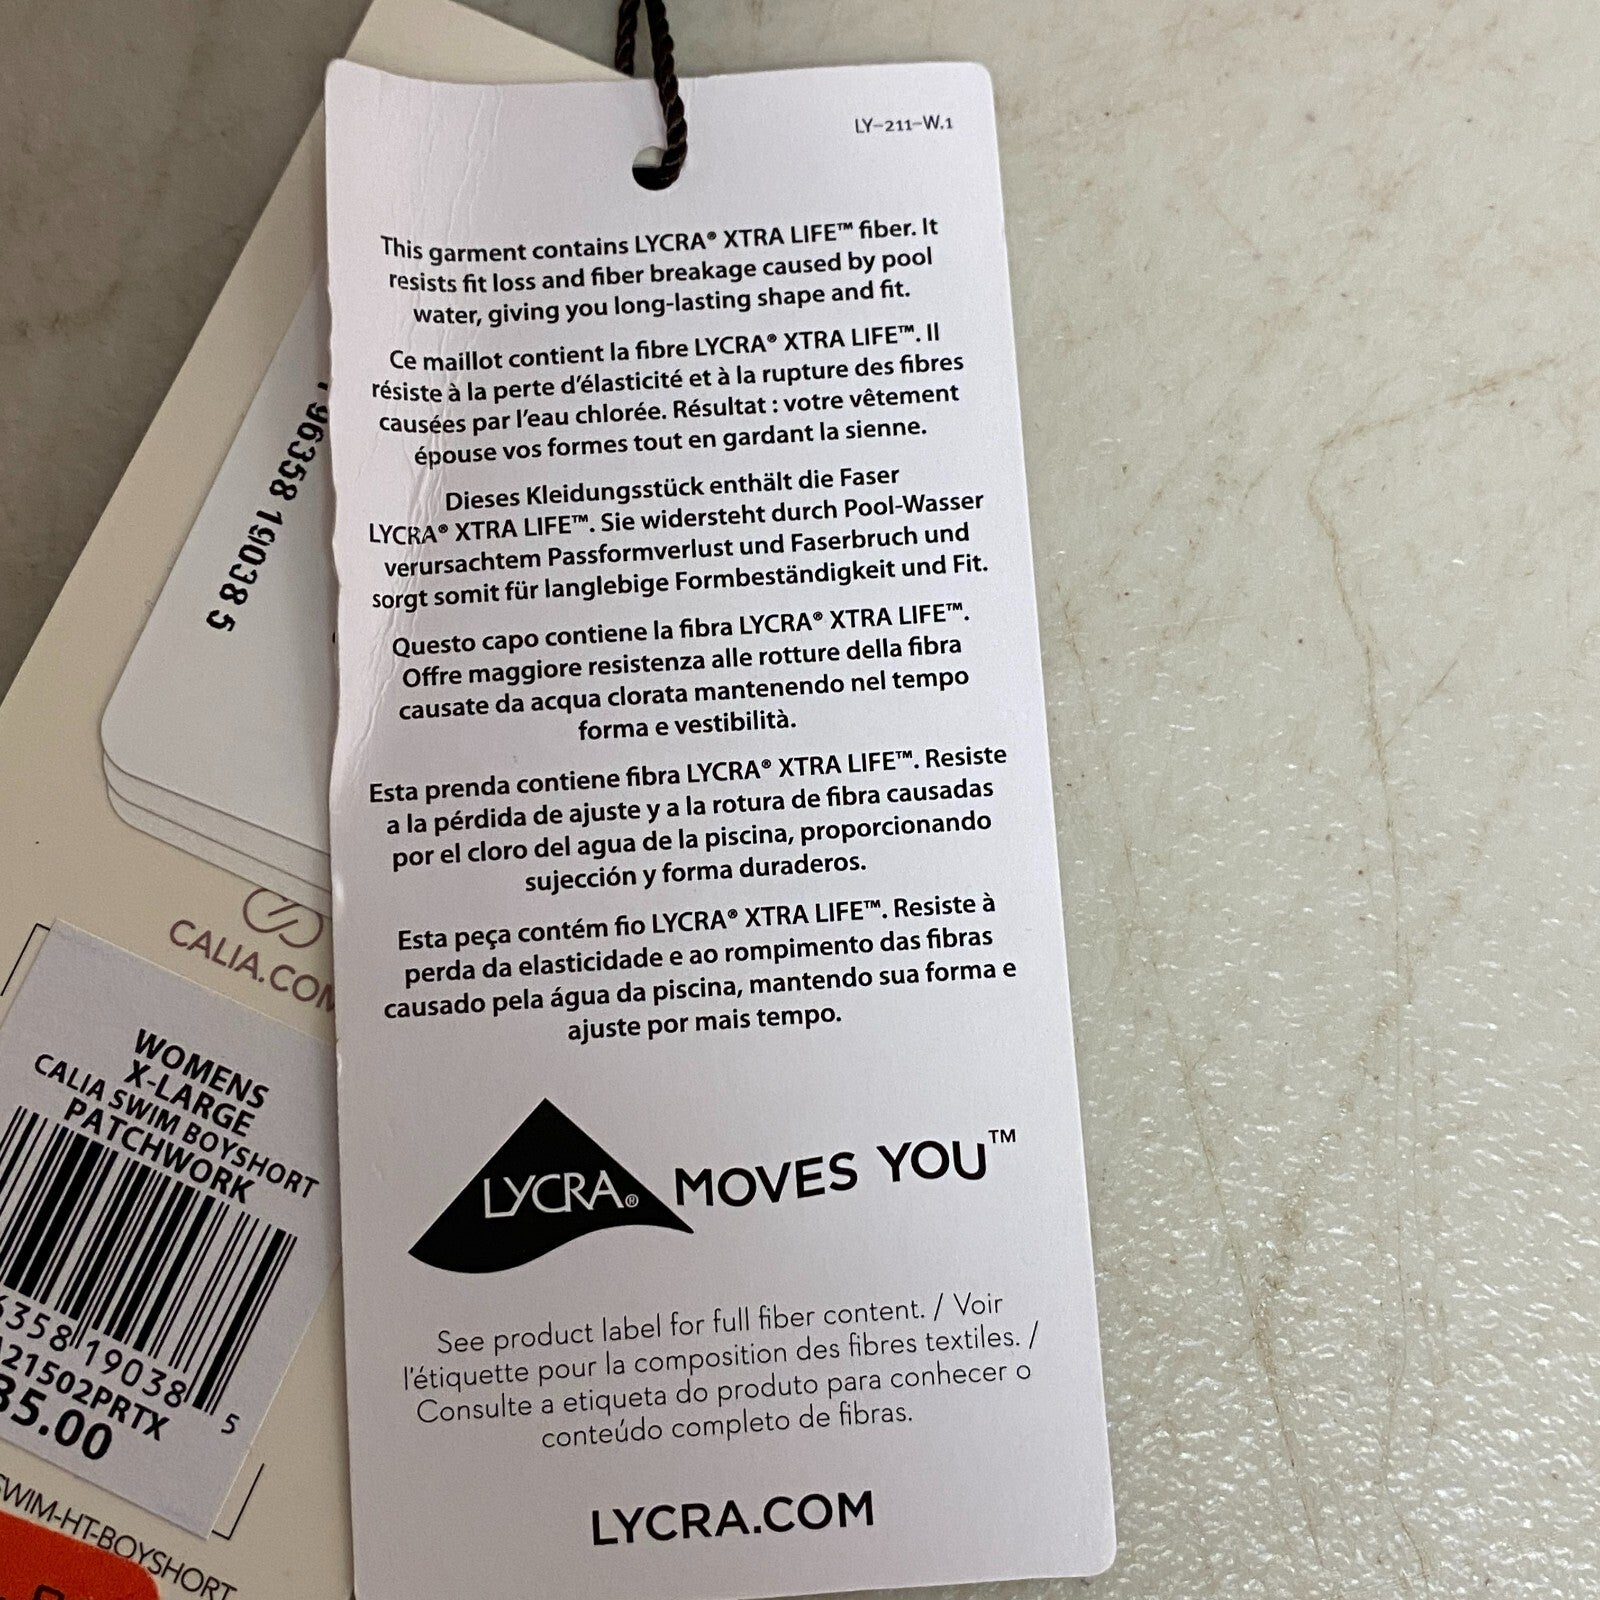 LY-211-W.1
This garment contains LYCRA® XTRA LIFE™ fiber. It
resists fit loss and fiber breakage caused by pool
water, giving you long-lasting shape and fit.
Ce maillot contient la fibre LYCRA® XTRA LIFE™. Il
résiste à la perte d'élasticité et à la rupture des fibres
causées par l'eau chlorée. Résultat : votre vêtement
épouse vos formes tout en gardant la sienne.
Dieses Kleidungsstück enthält die Faser
LYCRA® XTRA LIFE™. Sie widersteht durch Pool-Wasser
verursachtem Passformverlust und Faserbruch und
sorgt somit für langlebige Formbeständigkeit und Fit.
Questo capo contiene la fibra LYCRA® XTRA LIFE™.
Offre maggiore resistenza alle rotture della fibra
causate da acqua clorata mantenendo nel tempo
forma e vestibilità.
Esta prenda contiene fibra LYCRA® XTRA LIFE™. Resiste
a la pérdida de ajuste y a la rotura de fibra causadas
por el cloro del agua de la piscina, proporcionando
sujección y forma duraderos.
Esta peça contém fio LYCRA® XTRA LIFE™. Resiste à
perda da elasticidade e ao rompimento das fibras
causado pela água da piscina, mantendo sua forma e
ajuste por mais tempo.
LYCRA® MOVES YOU™
See product label for full fiber content. / Voir
l'étiquette pour la composition des fibres textiles. /
Consulte a etiqueta do produto para conhecer o
conteúdo completo de fibras.
LYCRA.COM
96358 19038 5
CALIA.COM
WOMENS
X-LARGE
CALIA SWIM BOYSHORT
PATCHWORK
6358 19038 5
21502PRTX
35.00
SWIM-HT-BOYSHORT